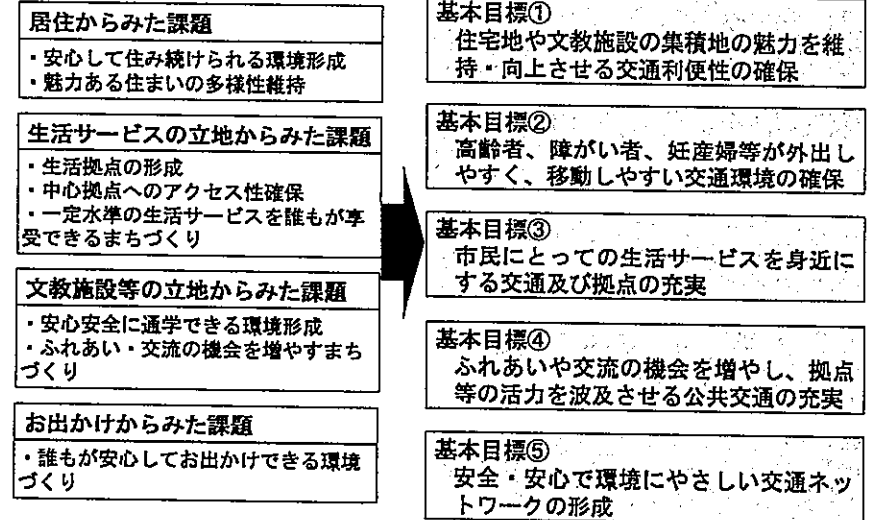 居住からみた課題
・安心して住み続けられる環境形成
・魅力ある住まいの多様性維持
生活サービスの立地からみた課題
・生活拠点の形成
・中心拠点へのアクセス性確保
・一定水準の生活サービスを誰もが享
受できるまちづくり
文教施設等の立地からみた課題
・安心安全に通学できる環境形成
・ふれあい・交流の機会を増やすまち
づくり
お出かけからみた課題
・誰もが安心してお出かけできる環境
づくり
基本目標①
住宅地や文教施設の集積地の魅力を維
持・向上させる交通利便性の確保
基本目標②
高齢者、障がい者、妊産婦等が外出し
やすく、移動しやすい交通環境の確保
基本目標③
市民にとっての生活サービスを身近に
する交通及び拠点の充実
基本目標④
ふれあいや交流の機会を増やし、拠点
等の活力を波及させる公共交通の充実
基本目標⑤
安全・安心で環境にやさしい交通ネッ
トワークの形成